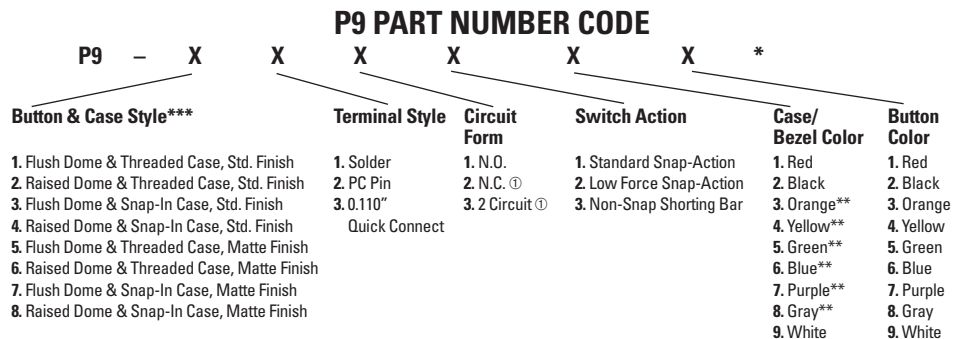 P9 PART NUMBER CODE
P9 – X X X X X X *
Button & Case Style***
1. Flush Dome & Threaded Case, Std. Finish
2. Raised Dome & Threaded Case, Std. Finish
3. Flush Dome & Snap-In Case, Std. Finish
4. Raised Dome & Snap-In Case, Std. Finish
5. Flush Dome & Threaded Case, Matte Finish
6. Raised Dome & Threaded Case, Matte Finish
7. Flush Dome & Snap-In Case, Matte Finish
8. Raised Dome & Snap-In Case, Matte Finish
Terminal Style
1. Solder
2. PC Pin
3. 0.110"
Quick Connect
Circuit
Form
1. N.O.
2. N.C. ①
3. 2 Circuit ①
Switch Action
1. Standard Snap-Action
2. Low Force Snap-Action
3. Non-Snap Shorting Bar
Case/
Bezel Color
1. Red
2. Black
3. Orange**
4. Yellow**
5. Green**
6. Blue**
7. Purple**
8. Gray**
9. White
Button
Color
1. Red
2. Black
3. Orange
4. Yellow
5. Green
6. Blue
7. Purple
8. Gray
9. White